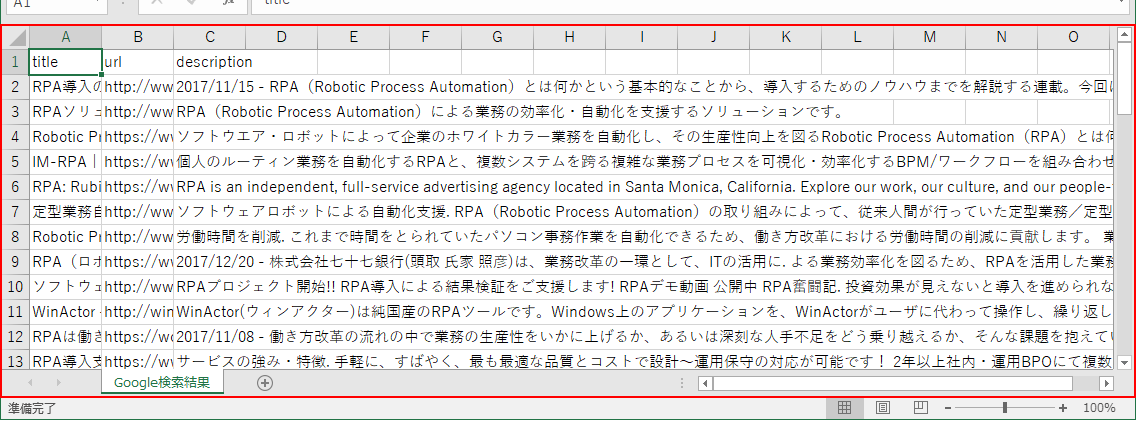 A1 fx title
A B C D E F G H I J K L M N O
1 title url description
2 RPA導入の http://ww 2017/11/15 - RPA（Robotic Process Automation）とは何かという基本的なことから、導入するためのノウハウまでを解説する連載。今回は
3 RPAソリュ http://ww RPA（Robotic Process Automation）による業務の効率化・自動化を支援するソリューションです。
4 Robotic Pr https://ww ソフトウエア・ロボットによって企業のホワイトカラー業務を自動化し、その生産性向上を図るRobotic Process Automation（RPA）とは何
5 IM-RPA｜ https://ww 個人のルーティン業務を自動化するRPAと、複数システムを跨る複雑な業務プロセスを可視化・効率化するBPM/ワークフローを組み合わせ
6 RPA: Rubi https://ww RPA is an independent, full-service advertising agency located in Santa Monica, California. Explore our work, our culture, and our people-
7 定型業務自 http://ww ソフトウェアロボットによる自動化支援. RPA（Robotic Process Automation）の取り組みによって、従来人間が行っていた定型業務／定型
8 Robotic Pr http://ww 労働時間を削減. これまで時間をとられていたパソコン事務作業を自動化できるため、働き方改革における労働時間の削減に貢献します。 業
9 RPA（ロボ https://ww 2017/12/20 - 株式会社七十七銀行(頭取 氏家 照彦)は、業務改革の一環として、ITの活用に. よる業務効率化を図るため、RPAを活用した業務
10 ソフトウェ http://ww RPAプロジェクト開始!! RPA導入による結果検証をご支援します! RPAデモ動画 公開中 RPA奮闘記. 投資効果が見えないと導入を進められな
11 WinActor http://win WinActor(ウィンアクター)は純国産のRPAツールです。Windows上のアプリケーションを、WinActorがユーザに代わって操作し、繰り返し
12 RPAは働き https://ww 2017/11/08 - 働き方改革の流れの中で業務の生産性をいかに上げるか、あるいは深刻な人手不足をどう乗り越えるか、そんな課題を抱えてい
13 RPA導入支 https://ww サービスの強み・特徴. 手軽に、すばやく、最も最適な品質とコストで設計～運用保守の対応が可能です！ 2年以上社内・運用BPOにて複数
Google検索結果
準備完了 100%